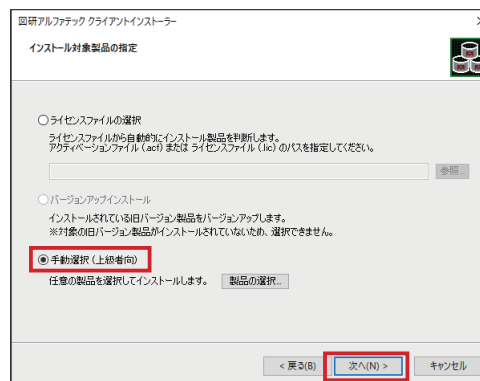 図研アルファテック クライアントインストーラー
インストール対象製品の指定
ライセンスファイルの選択
ライセンスファイルから自動的にインストール製品を判断します。
アクティベーションファイル (.acf) または ライセンスファイル (.lic) のパスを指定してください。
参照...
バージョンアップインストール
インストールされている旧バージョン製品をバージョンアップします。
※対象の旧バージョン製品がインストールされていないため、選択できません。
手動選択 (上級者向)
任意の製品を選択してインストールします。 製品の選択...
< 戻る(B) 次へ(N) > キャンセル